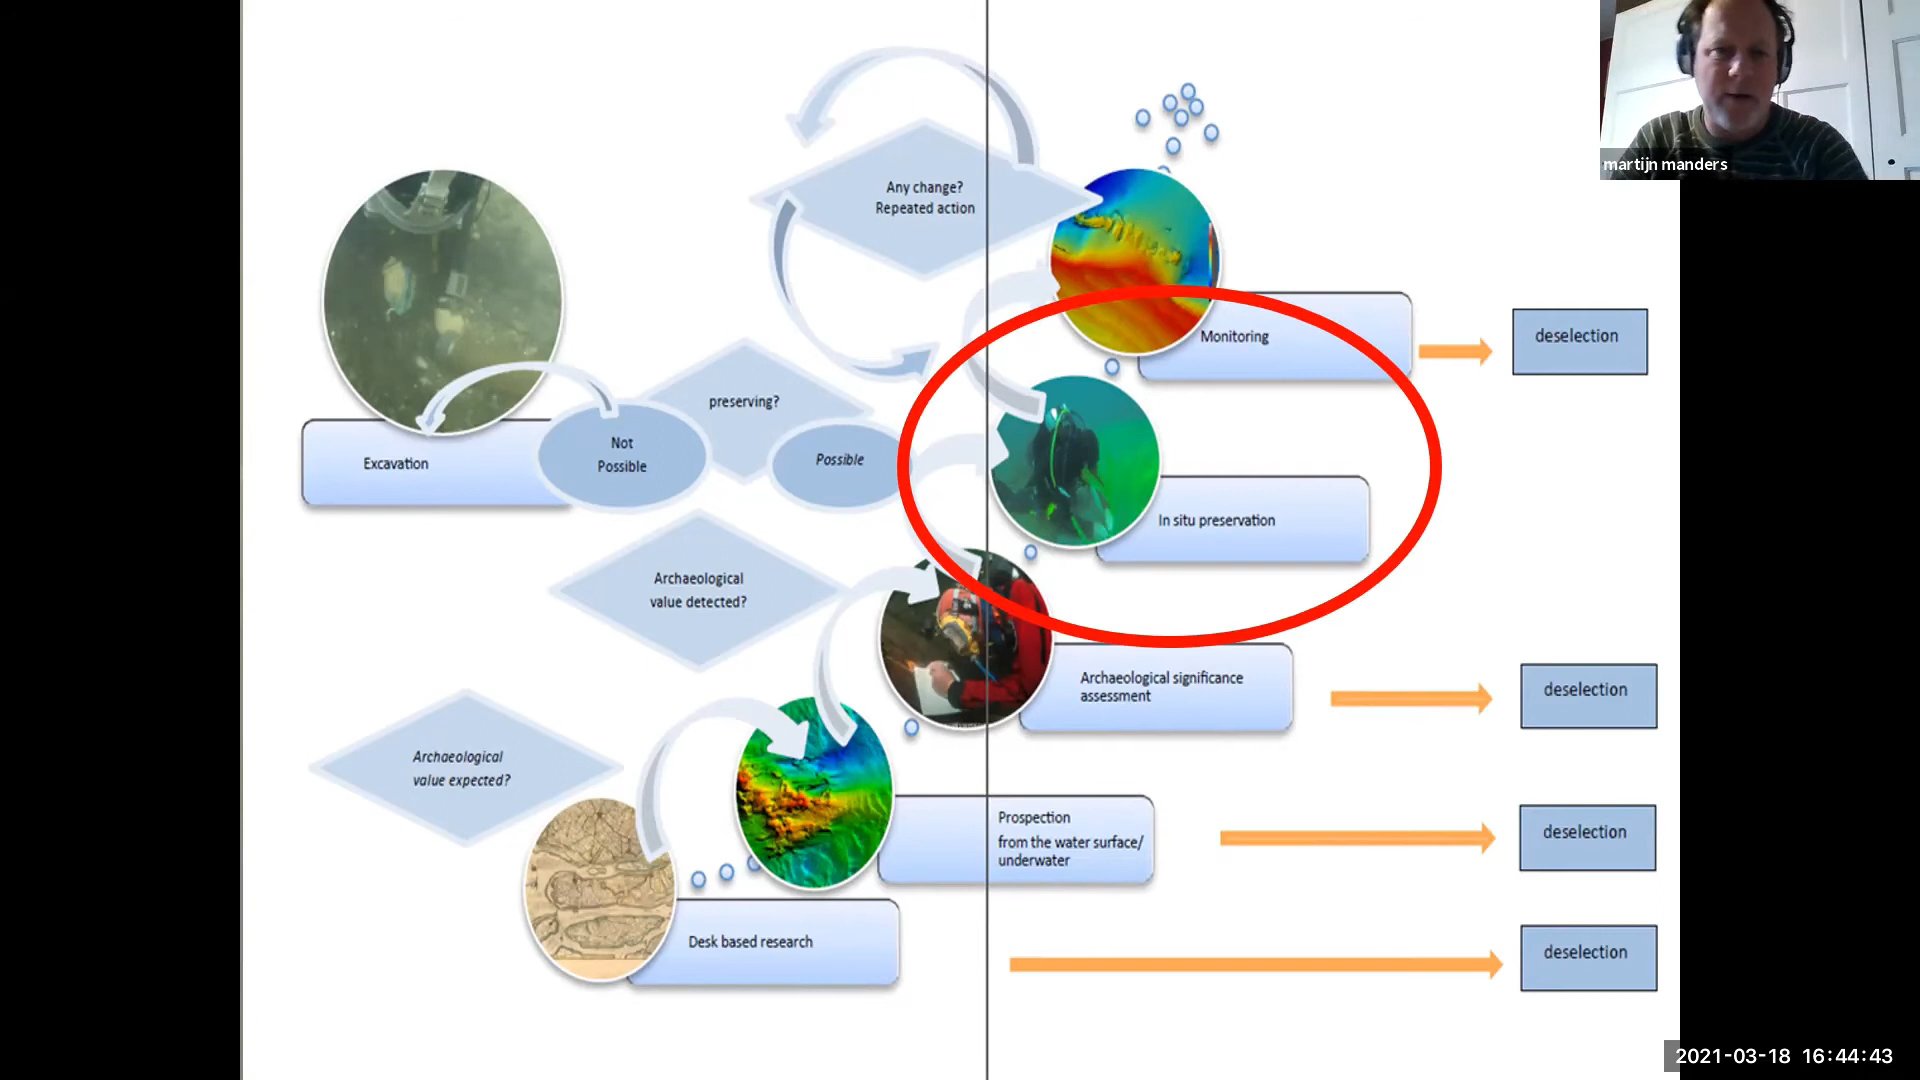 martijn manders
Any change?
Repeated action
Monitoring
deselection
preserving?
Not
Possible
Possible
Excavation
In situ preservation
Archaeological
value detected?
Archaeological significance
assessment
deselection
Archaeological
value expected?
Prospection
from the water surface/
underwater
deselection
Desk based research
deselection
2021-03-18 16:44:43